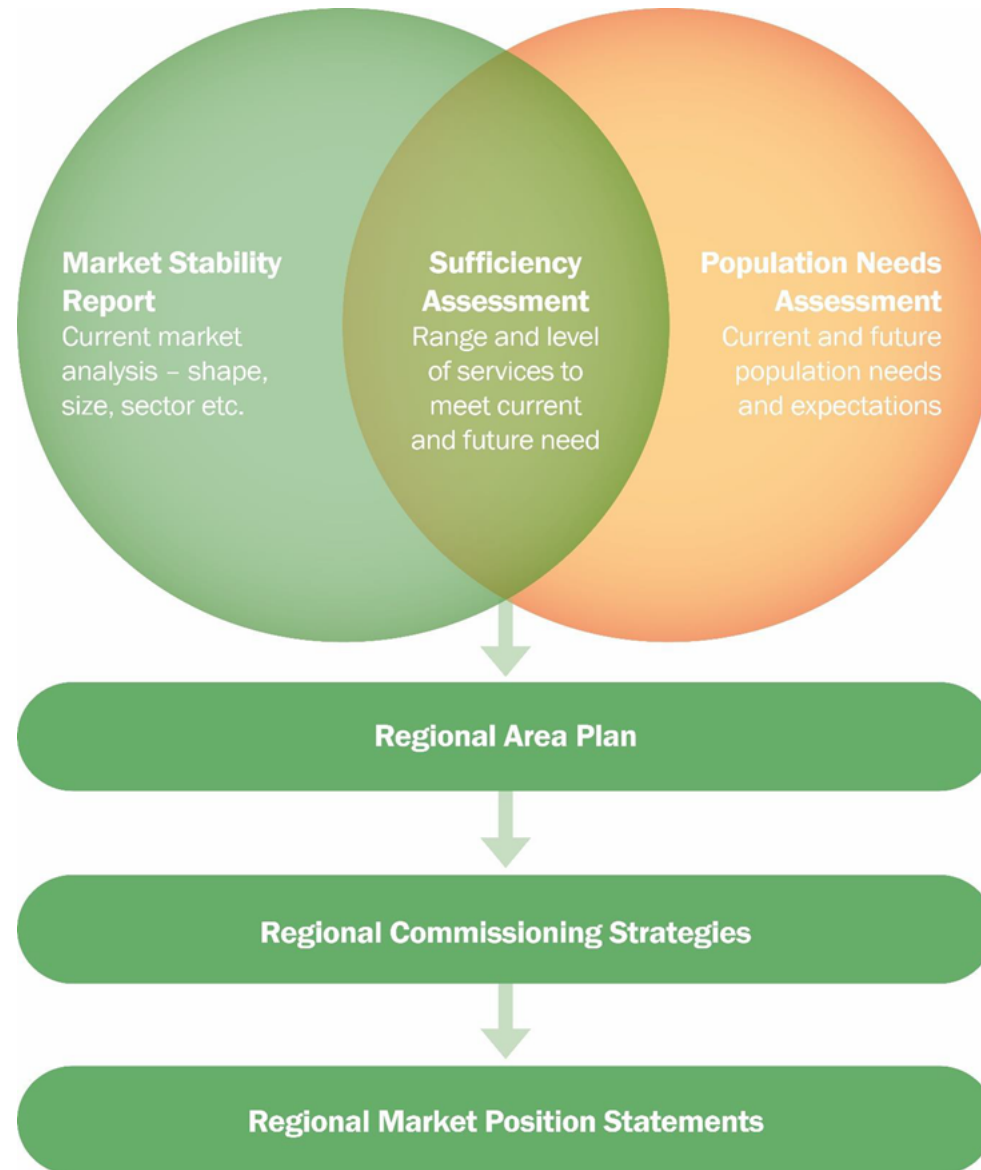 Market Stability
Report
Current market
analysis – shape,
size, sector etc.
Sufficiency
Assessment
Range and level
of services to
meet current
and future need
Population Needs
Assessment
Current and future
population needs
and expectations
Regional Area Plan
Regional Commissioning Strategies
Regional Market Position Statements